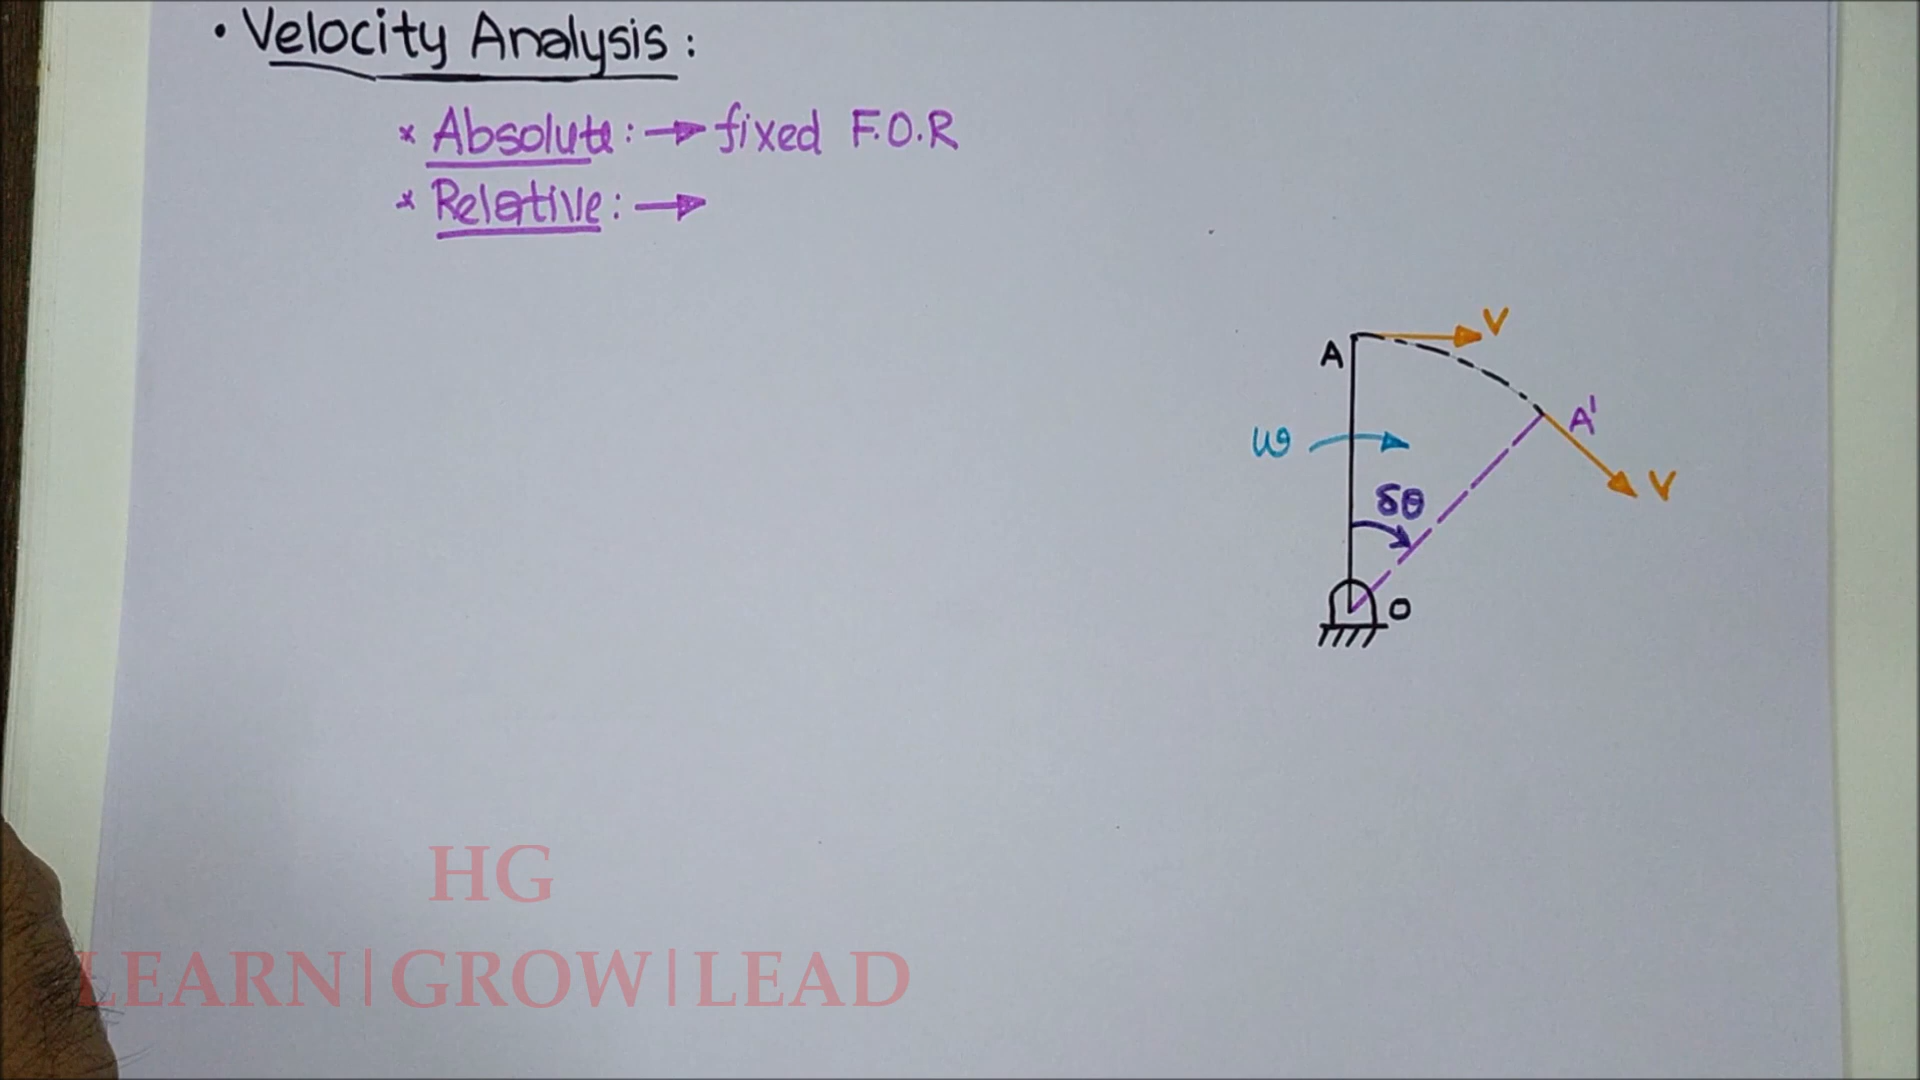 • Velocity Analysis :
* Absolute : → fixed F.O.R
* Relative : →
V
A
A'
ω
δθ
V
O
HG
LEARN|GROW|LEAD